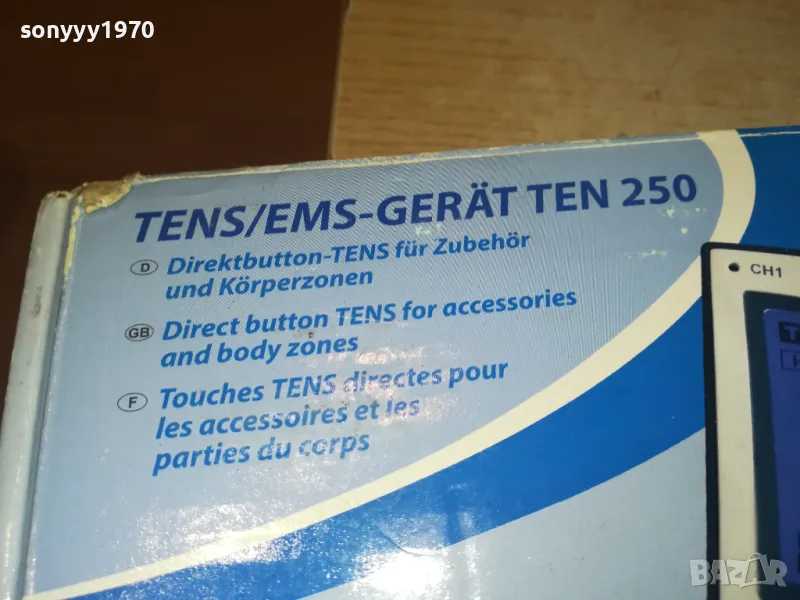 sonyyy1970
TENS/EMS-GERÄT TEN 250
D Direktbutton-TENS für Zubehör
und Körperzonen
GB Direct button TENS for accessories
and body zones
F Touches TENS directes pour
les accessoires et les
parties du corps
CH1
BAZAR